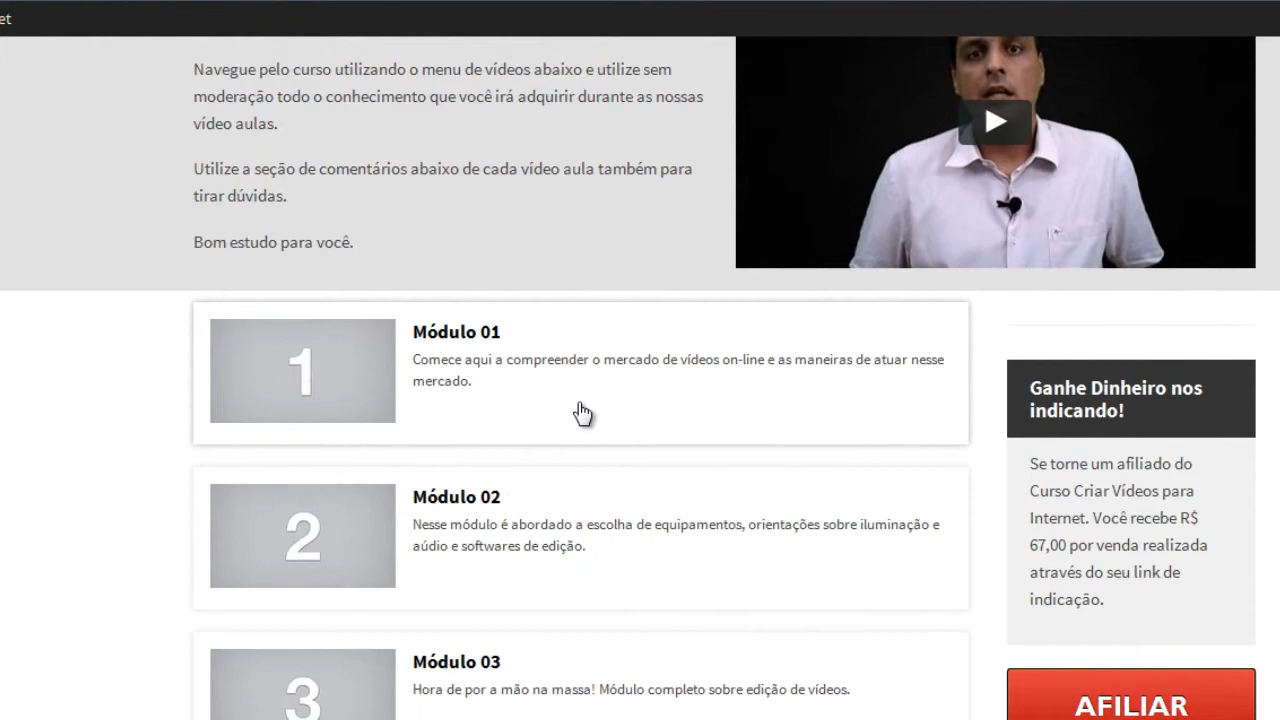 et
Navegue pelo curso utilizando o menu de vídeos abaixo e utilize sem
moderação todo o conhecimento que você irá adquirir durante as nossas
vídeo aulas.
Utilize a seção de comentários abaixo de cada vídeo aula também para
tirar dúvidas.
Bom estudo para você.
1
Módulo 01
Comece aqui a compreender o mercado de vídeos on-line e as maneiras de atuar nesse
mercado.
2
Módulo 02
Nesse módulo é abordado a escolha de equipamentos, orientações sobre iluminação e
aúdio e softwares de edição.
3
Módulo 03
Hora de por a mão na massa! Módulo completo sobre edição de vídeos.
Ganhe Dinheiro nos
indicando!
Se torne um afiliado do
Curso Criar Vídeos para
Internet. Você recebe R$
67,00 por venda realizada
através do seu link de
indicação.
AFILIAR